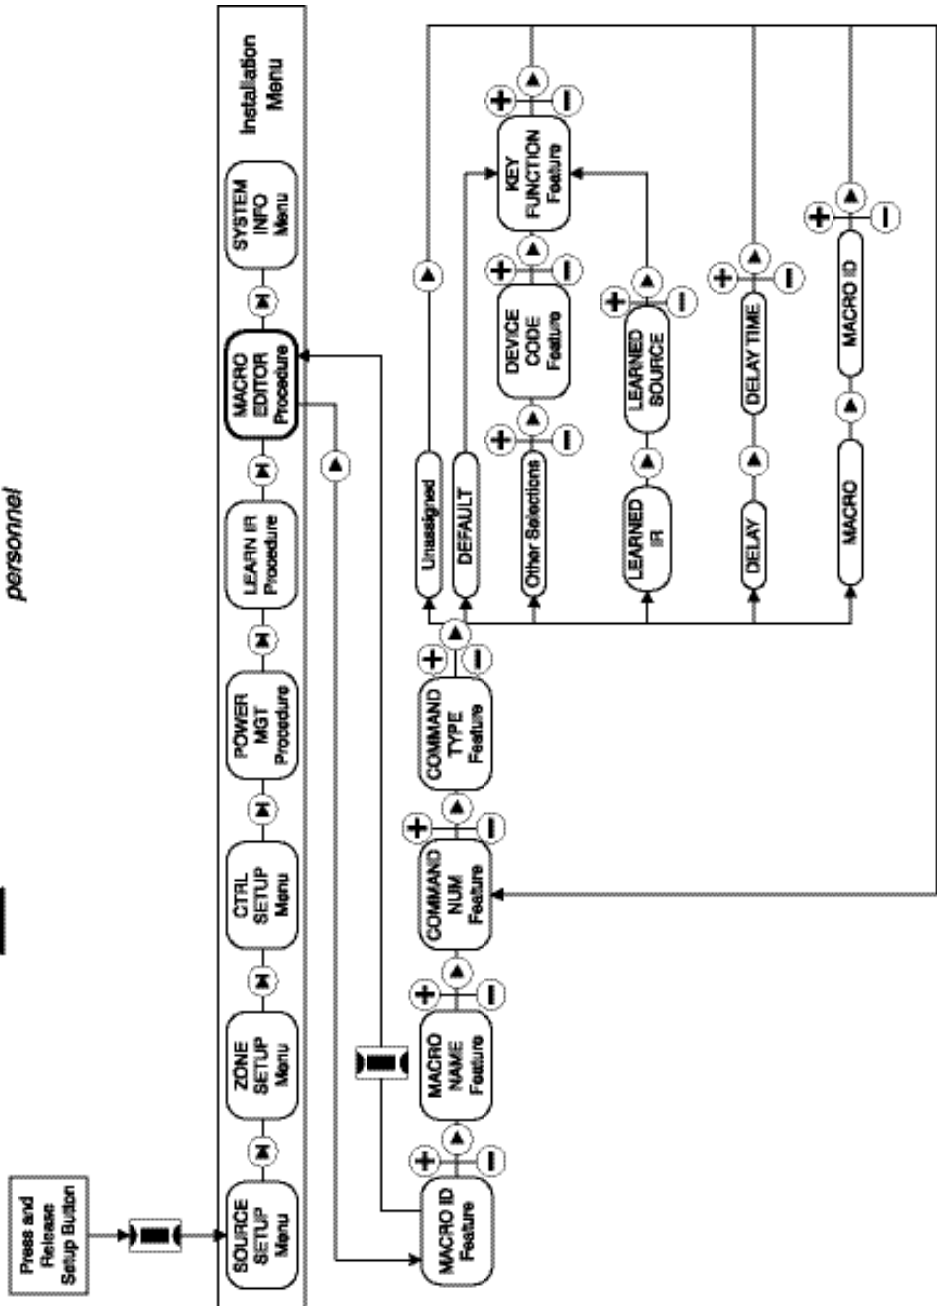 personnel
Press and
Release
Setup Button
Installation
Menu
SOURCE
SETUP
Menu
ZONE
SETUP
Menu
CTRL
SETUP
Menu
POWER
MGT
Procedure
LEARN IR
Procedure
MACRO
EDITOR
Procedure
SYSTEM
INFO
Menu
MACRO ID
Feature
MACRO
NAME
Feature
COMMAND
NUM
Feature
COMMAND
TYPE
Feature
Unassigned
DEFAULT
Other Selections
DEVICE
CODE
Feature
KEY
FUNCTION
Feature
LEARNED
IR
LEARNED
SOURCE
DELAY
DELAY TIME
MACRO
MACRO ID